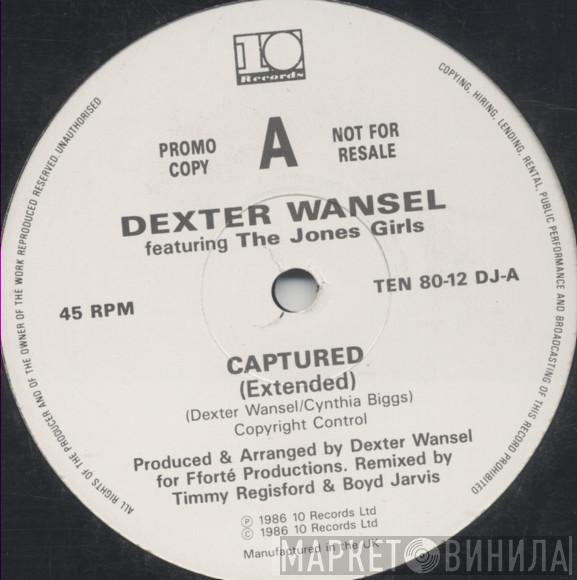 10
Records
PROMO
COPY
A
NOT FOR
RESALE
DEXTER WANSEL
featuring The Jones Girls
45 RPM
TEN 80-12 DJ-A
CAPTURED
(Extended)
(Dexter Wansel/Cynthia Biggs)
Copyright Control
Produced & Arranged by Dexter Wansel
for Fforté Productions. Remixed by
Timmy Regisford & Boyd Jarvis
Ⓟ 1986 10 Records Ltd
© 1986 10 Records Ltd
Manufactured in the UK
ALL RIGHTS OF THE PRODUCER AND OF THE OWNER OF THE WORK REPRODUCED RESERVED. UNAUTHORISED
COPYING, HIRING, LENDING, RENTAL, PUBLIC PERFORMANCE AND BROADCASTING OF THIS RECORD PROHIBITED
МАРКЕТ ВИНИЛА